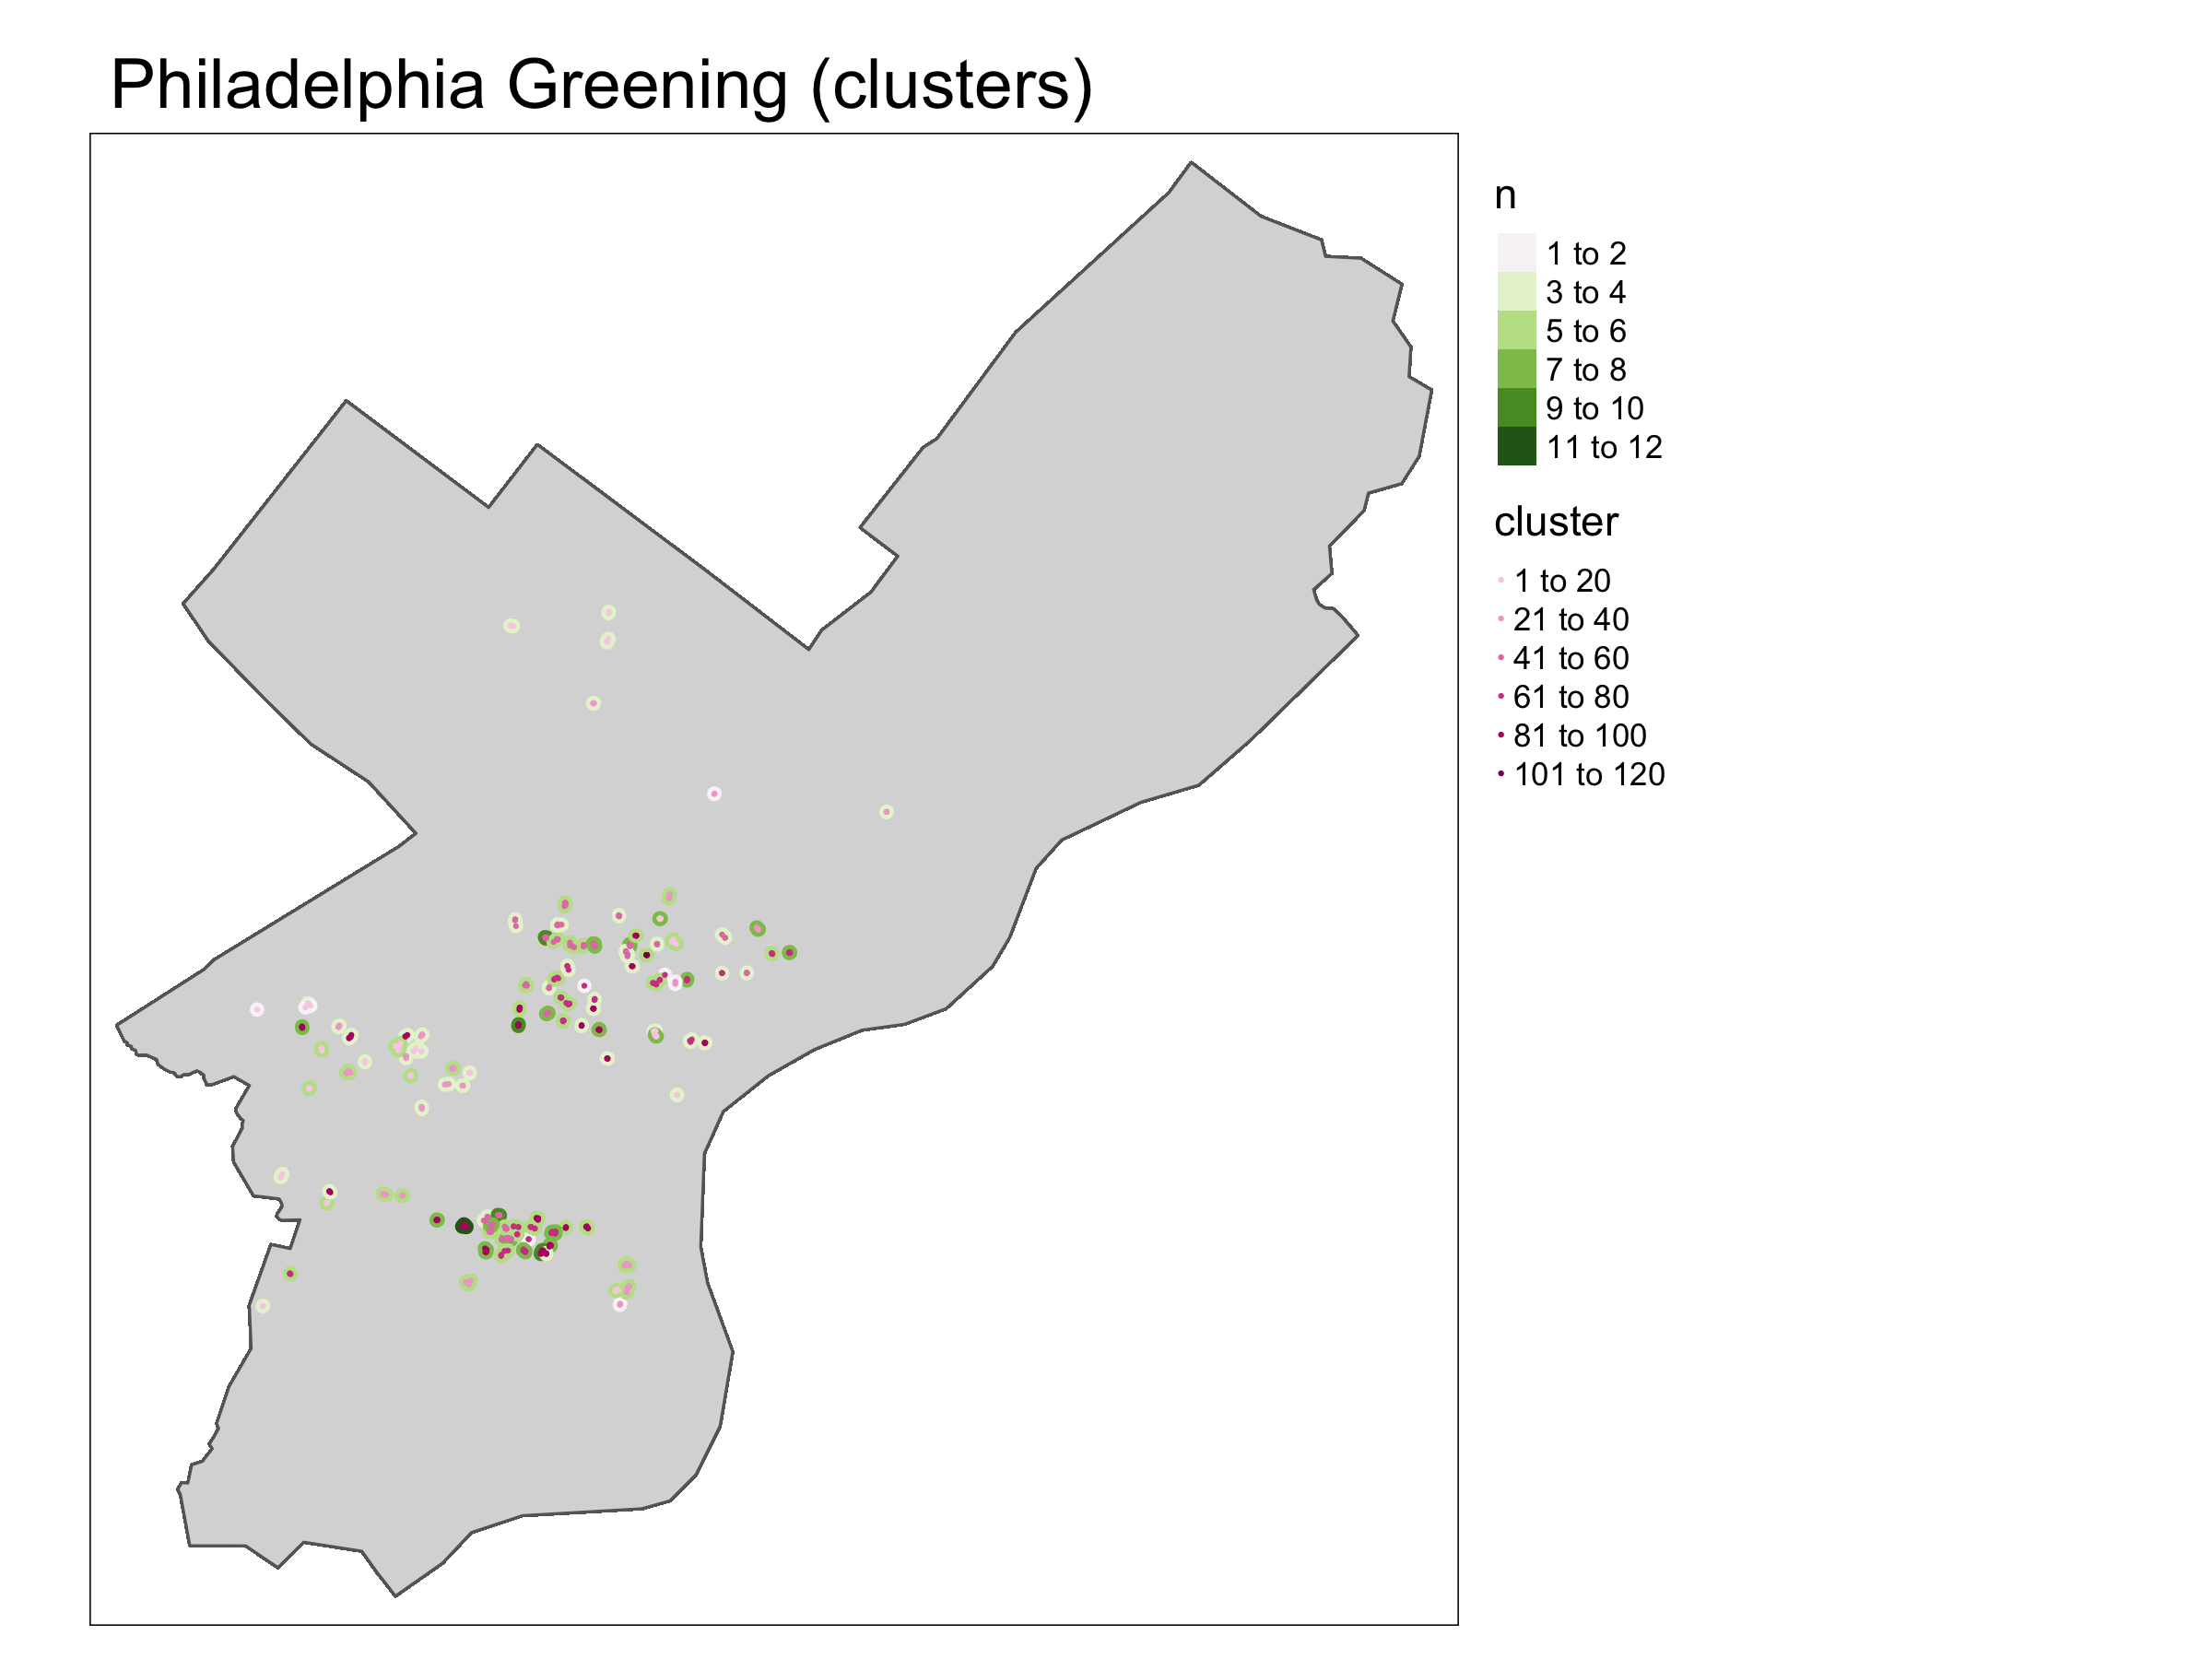 Philadelphia Greening (clusters)
n
1 to 2
3 to 4
5 to 6
7 to 8
9 to 10
11 to 12
cluster
1 to 20
21 to 40
41 to 60
61 to 80
81 to 100
101 to 120